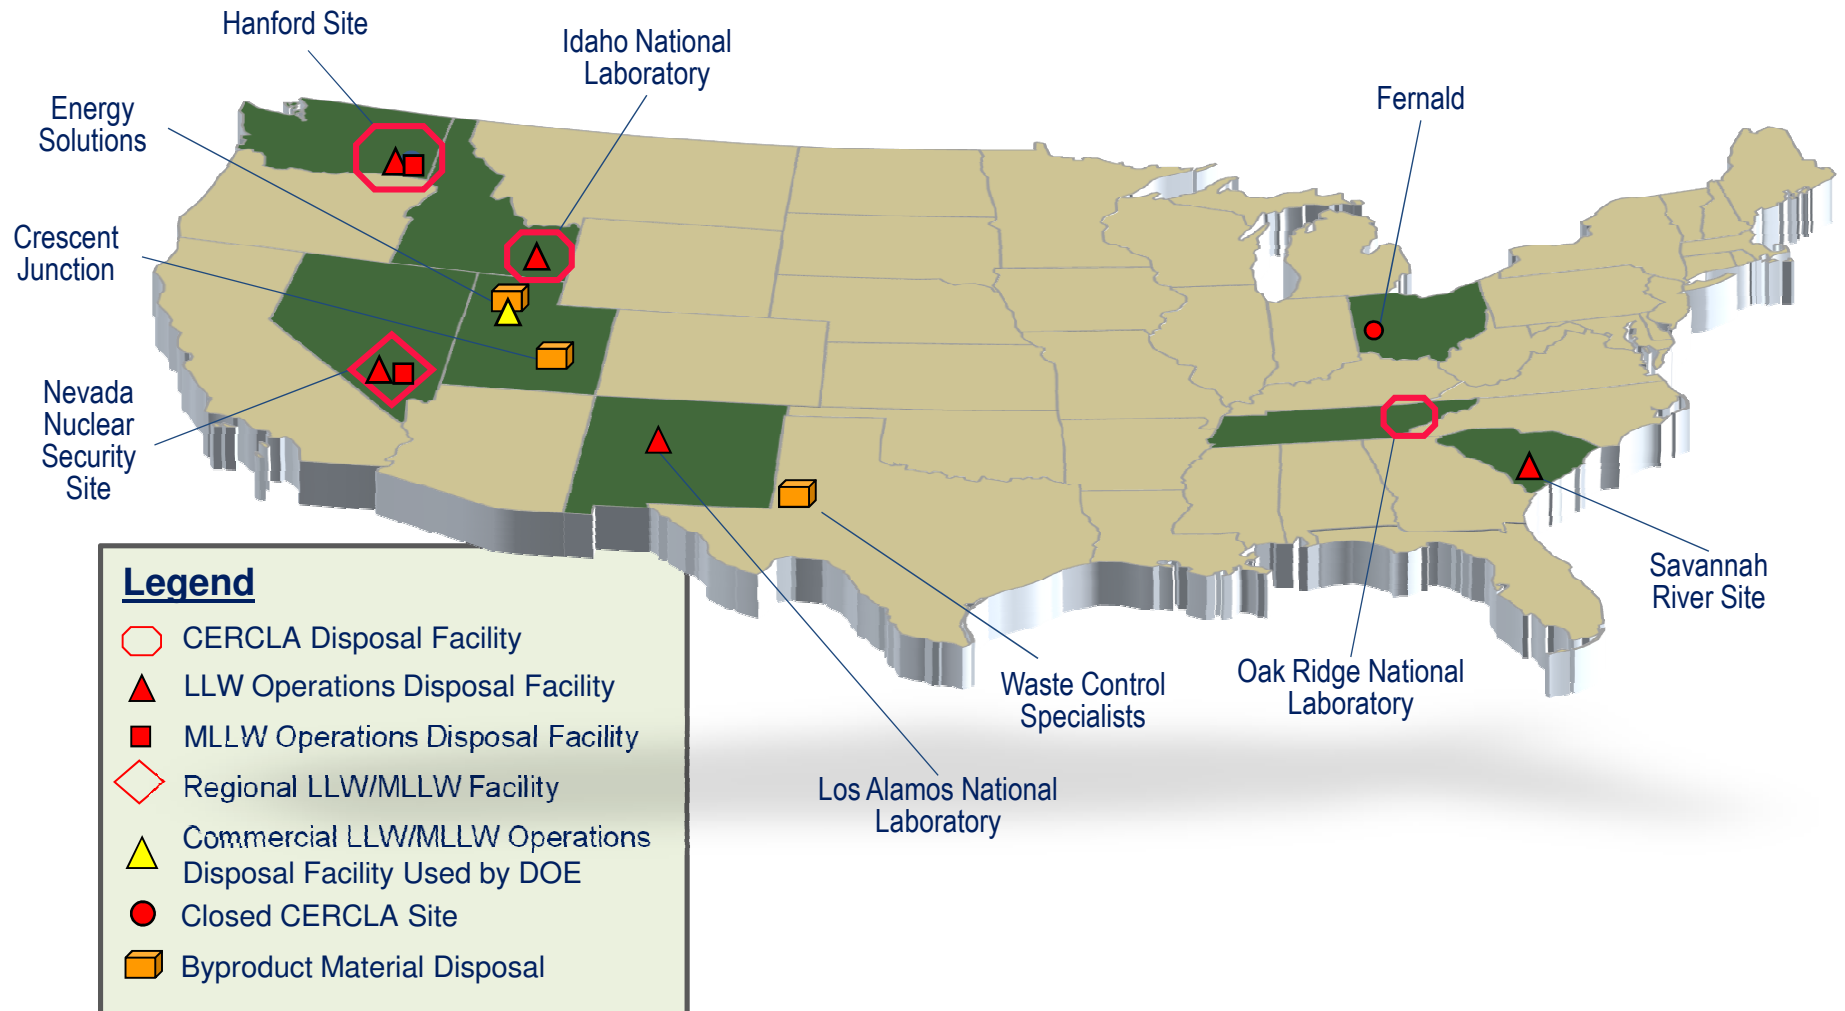 Hanford Site
Idaho National
Laboratory
Energy
Solutions
Fernald
Crescent
Junction
Nevada
Nuclear
Security
Site
Savannah
River Site
Oak Ridge National
Laboratory
Waste Control
Specialists
Los Alamos National
Laboratory
Legend
CERCLA Disposal Facility
LLW Operations Disposal Facility
MLLW Operations Disposal Facility
Regional LLW/MLLW Facility
Commercial LLW/MLLW Operations
Disposal Facility Used by DOE
Closed CERCLA Site
Byproduct Material Disposal